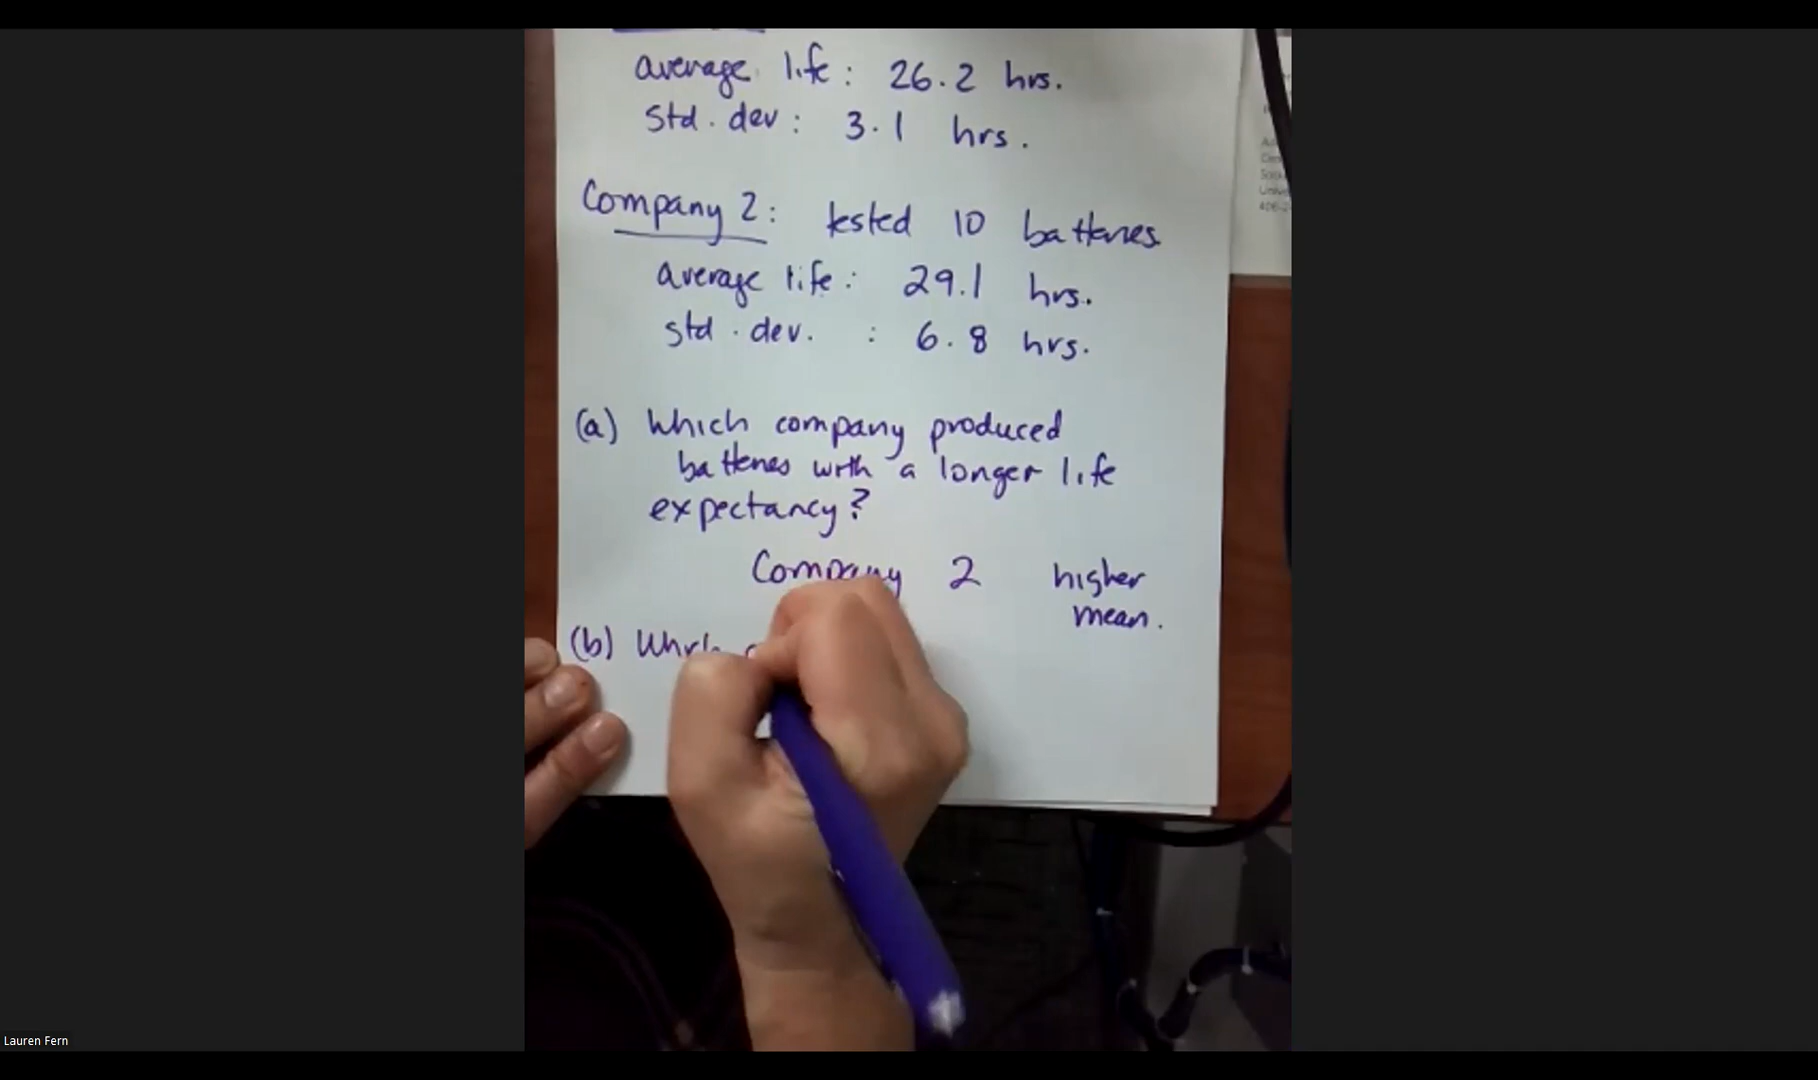 average life: 26.2 hrs.
std. dev: 3.1 hrs.
Company 2: tested 10 batteries
average life: 29.1 hrs.
std. dev. : 6.8 hrs.
(a) Which company produced
batteries with a longer life
expectancy?
Company 2 higher
mean.
(b) Which
Lauren Fern